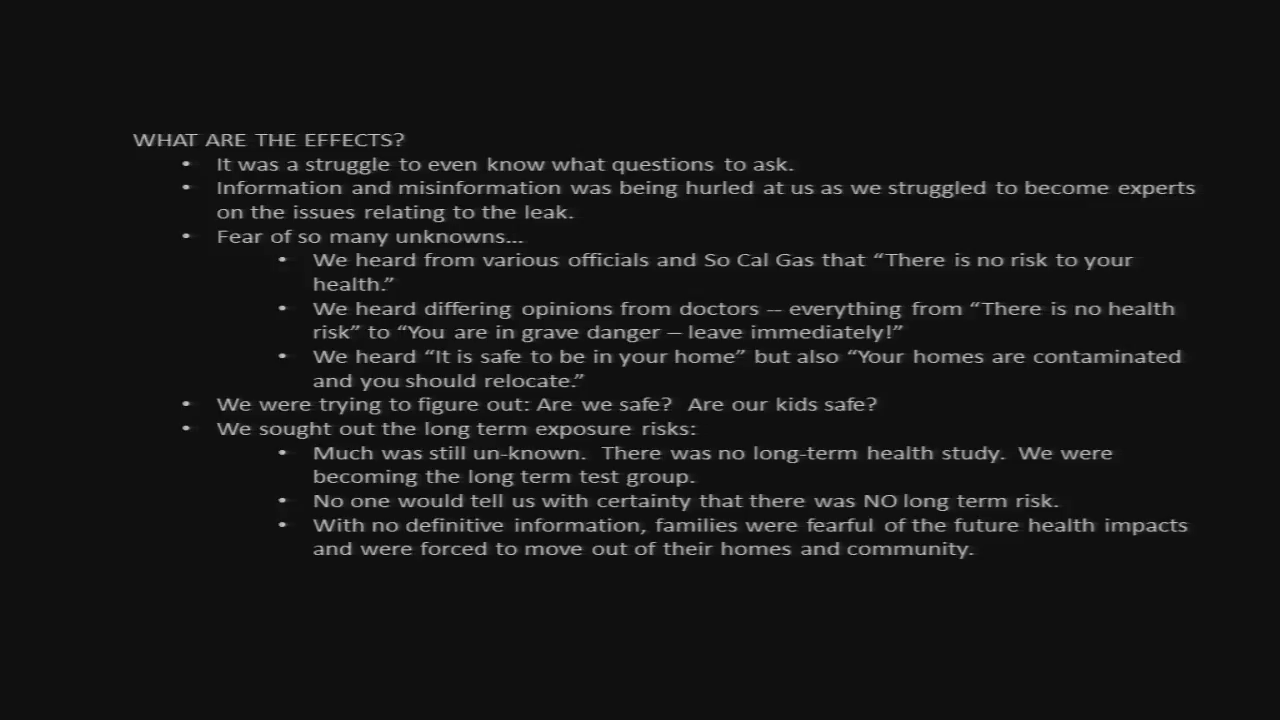 WHAT ARE THE EFFECTS?
• It was a struggle to even know what questions to ask.
• Information and misinformation was being hurled at us as we struggled to become experts
on the issues relating to the leak.
• Fear of so many unknowns...
• We heard from various officials and So Cal Gas that “There is no risk to your
health.”
• We heard differing opinions from doctors -- everything from “There is no health
risk” to “You are in grave danger – leave immediately!”
• We heard “It is safe to be in your home” but also “Your homes are contaminated
and you should relocate.”
• We were trying to figure out: Are we safe?  Are our kids safe?
• We sought out the long term exposure risks:
• Much was still un-known.  There was no long-term health study.  We were
becoming the long term test group.
• No one would tell us with certainty that there was NO long term risk.
• With no definitive information, families were fearful of the future health impacts
and were forced to move out of their homes and community.